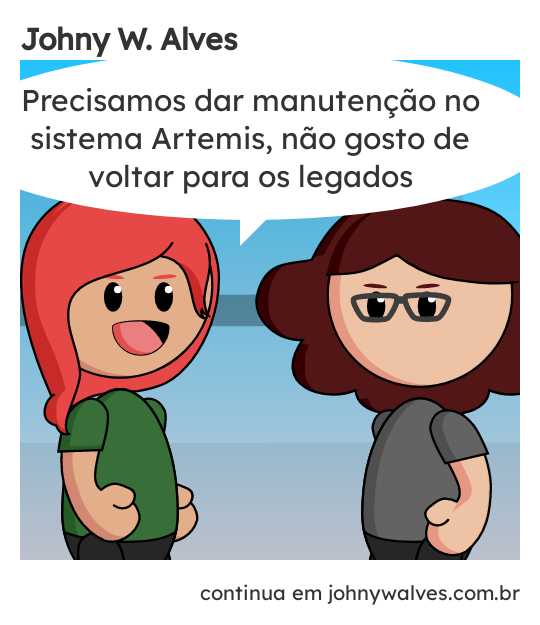 Johny W. Alves
Precisamos dar manutenção no
sistema Artemis, não gosto de
voltar para os legados
continua em johnywalves.com.br